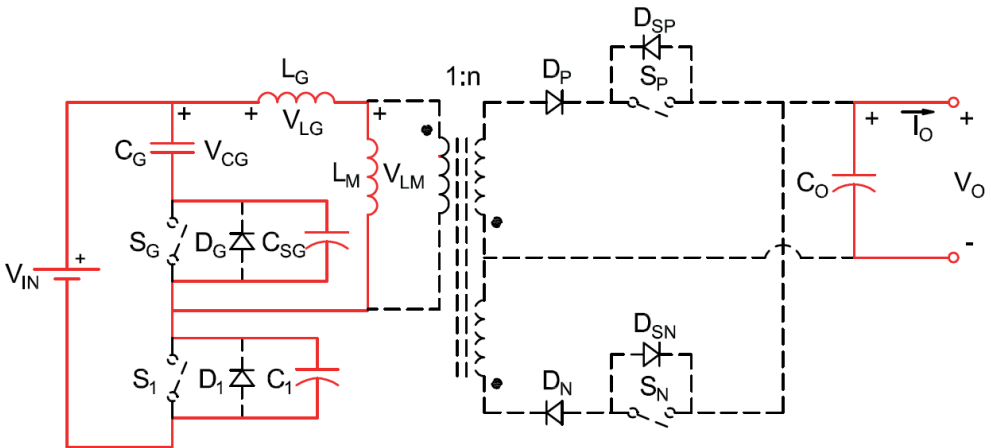 D_SP
L_G 1:n D_P S_P
+ + V_LG + + I_O +
C_G V_CG L_M V_LM C_O V_O
S_G D_G C_SG
V_IN + -
D_SN
S_1 D_1 C_1 D_N S_N